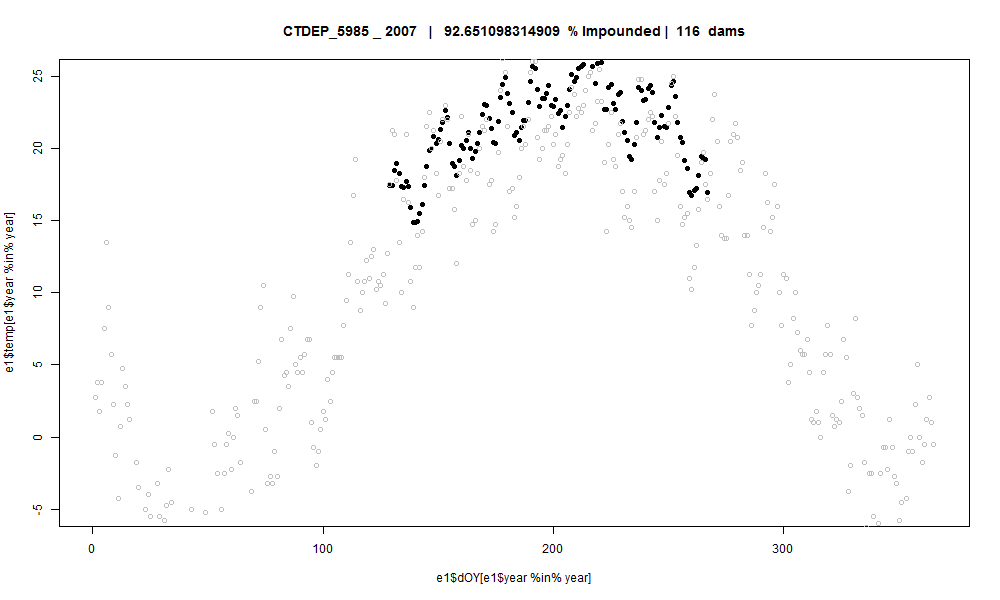 CTDEP_5985 _ 2007 | 92.651098314909 % Impounded | 116 dams
e1$temp[e1$year %in% year]
25
20
15
10
5
0
-5
0 100 200 300
e1$dOY[e1$year %in% year]